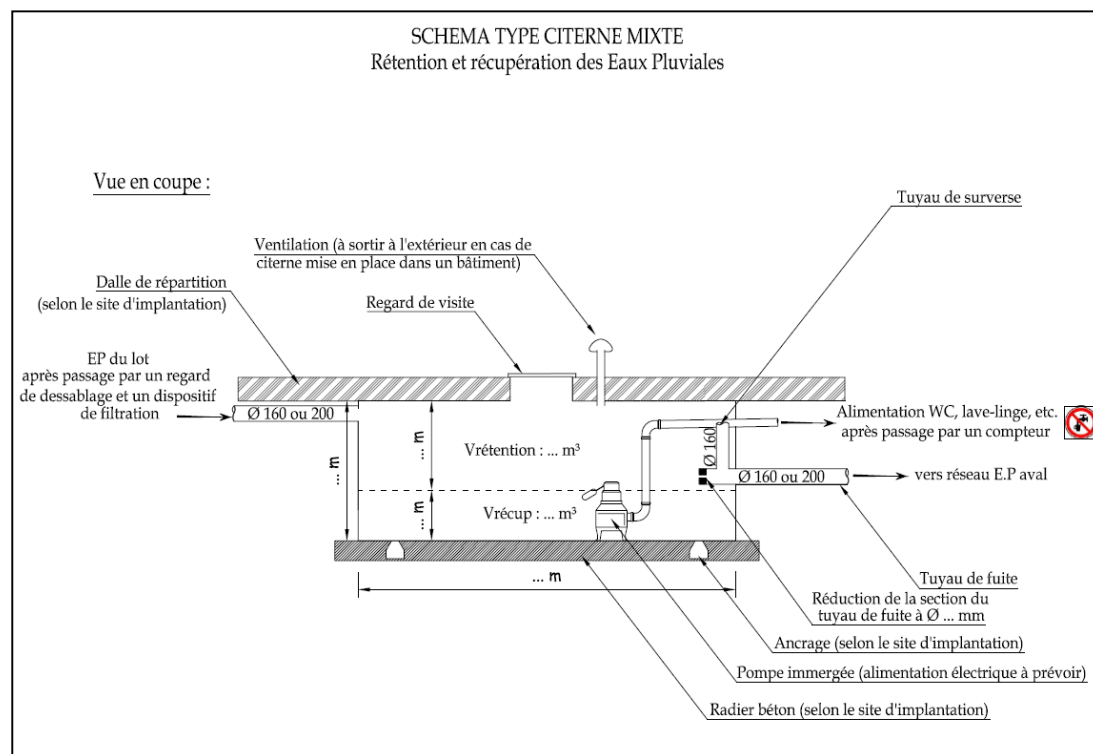 SCHEMA TYPE CITERNE MIXTE
Rétention et récupération des Eaux Pluviales
Vue en coupe :
Tuyau de surverse
Ventilation (à sortir à l'extérieur en cas de
citerne mise en place dans un bâtiment)
Dalle de répartition
(selon le site d'implantation)
Regard de visite
EP du lot
après passage par un regard
de dessablage et un dispositif
de filtration
Ø 160 ou 200
Alimentation WC, lave-linge, etc.
après passage par un compteur
... m
... m
Vrétention : ... m³
Ø 160
Ø 160 ou 200
vers réseau E.P aval
... m
Vrécup : ... m³
... m
Tuyau de fuite
Réduction de la section du
tuyau de fuite à Ø ... mm
Ancrage (selon le site d'implantation)
Pompe immergée (alimentation électrique à prévoir)
Radier béton (selon le site d'implantation)